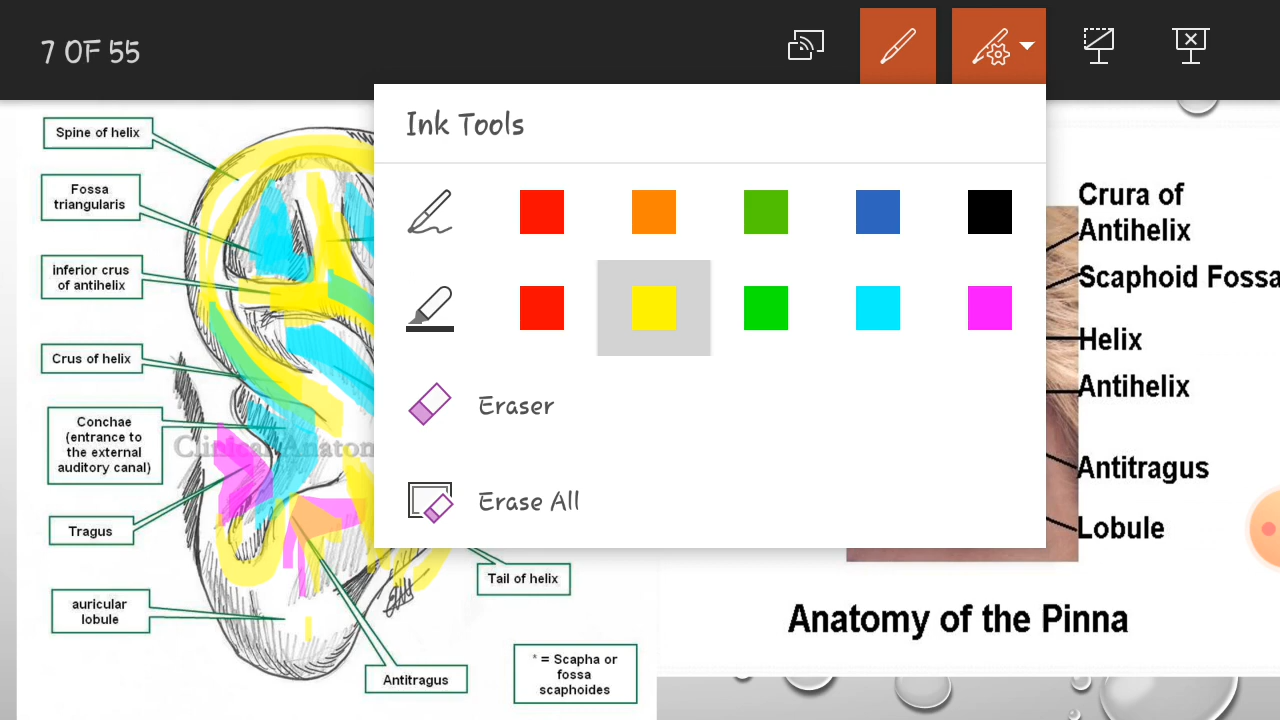 7 OF 55
Ink Tools
Eraser
Erase All
Spine of helix
Fossa
triangularis
inferior crus
of antihelix
Crus of helix
Conchae
(entrance to
the external
auditory canal)
Tragus
auricular
lobule
Clinical Anatom
Tail of helix
Antitragus
* = Scapha or
fossa
scaphoides
Crura of
Antihelix
Scaphoid Fossa
Helix
Antihelix
Antitragus
Lobule
Anatomy of the Pinna